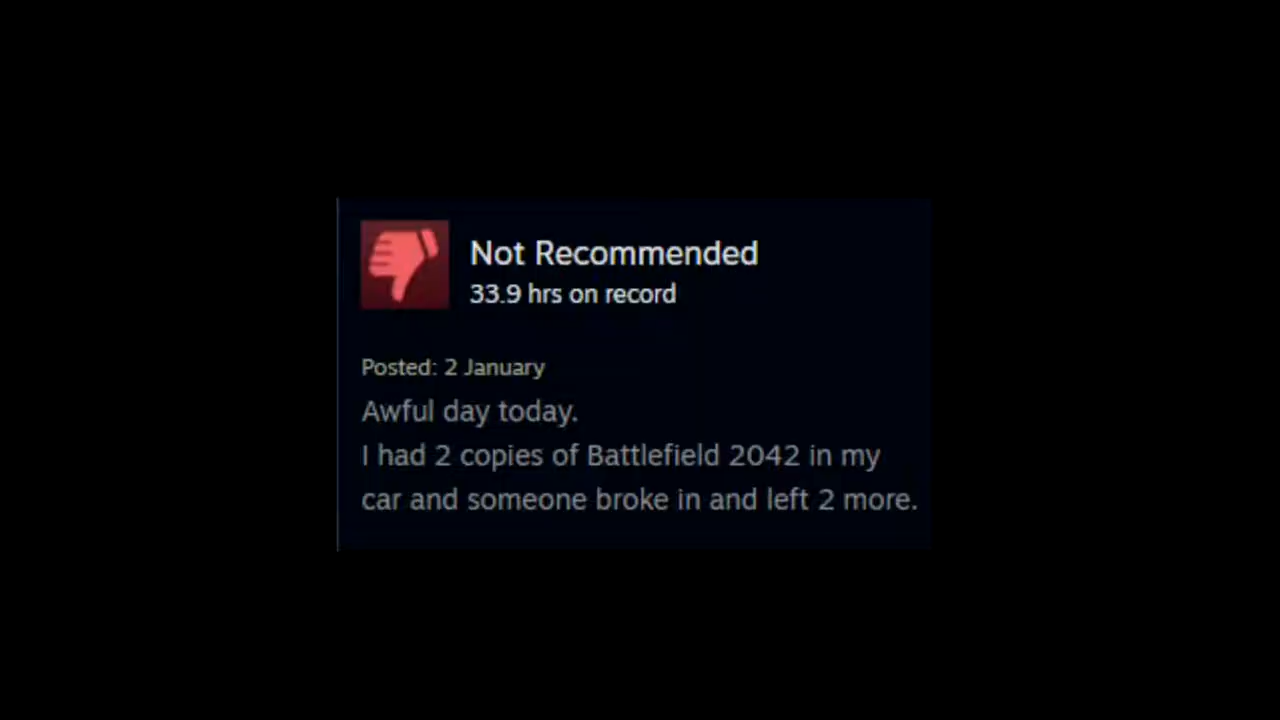 Not Recommended
33.9 hrs on record
Posted: 2 January
Awful day today.
I had 2 copies of Battlefield 2042 in my
car and someone broke in and left 2 more.